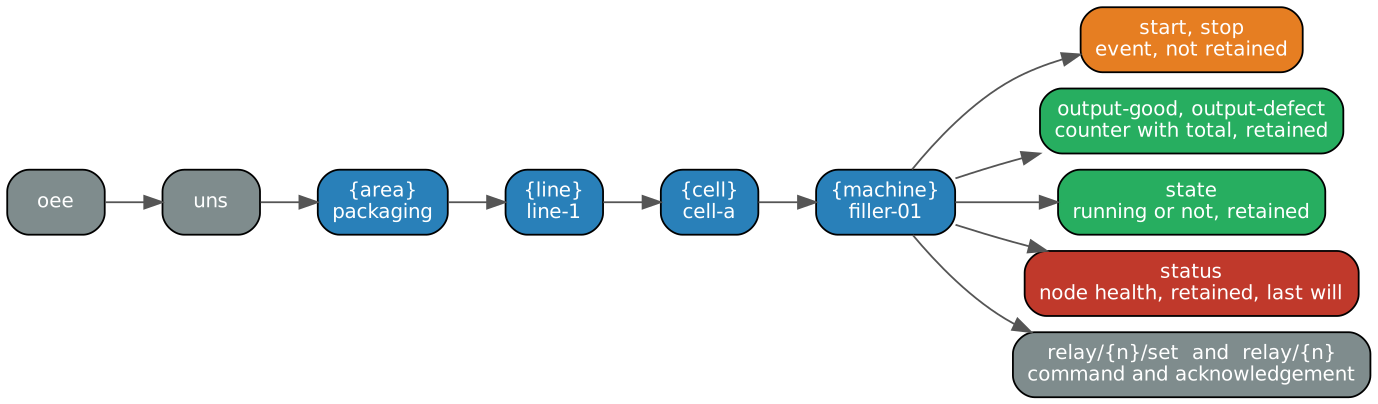 oee
uns
{area}
packaging
{line}
line-1
{cell}
cell-a
{machine}
filler-01
start, stop
event, not retained
output-good, output-defect
counter with total, retained
state
running or not, retained
status
node health, retained, last will
relay/{n}/set  and  relay/{n}
command and acknowledgement